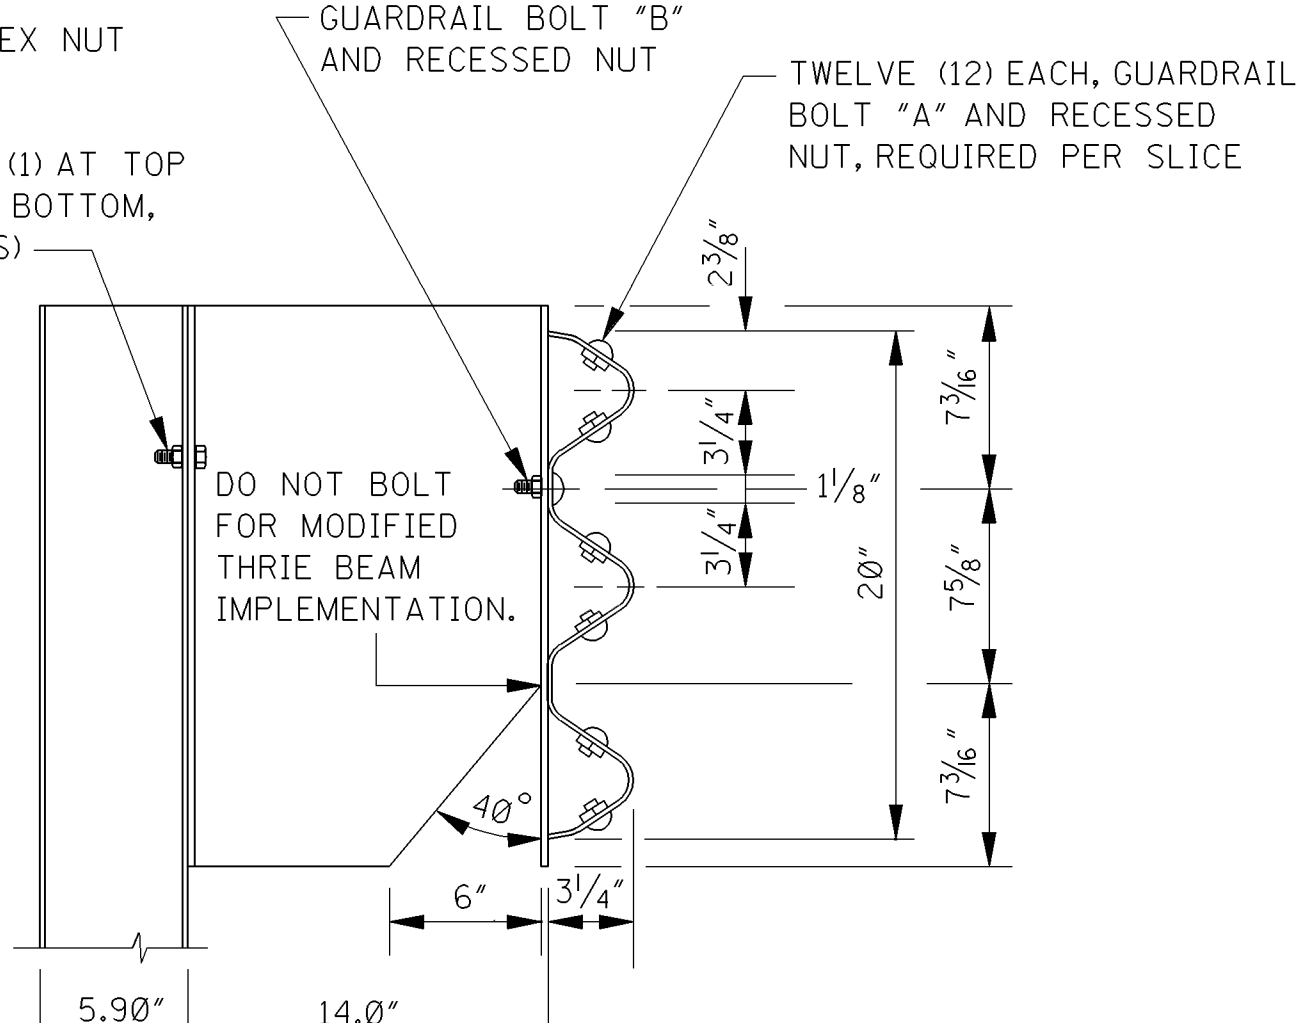 EX NUT
GUARDRAIL BOLT "B"
AND RECESSED NUT
TWELVE (12) EACH, GUARDRAIL
BOLT "A" AND RECESSED
NUT, REQUIRED PER SLICE
(1) AT TOP
BOTTOM,
S)
2 3/8"
7 3/16"
3 1/4"
DO NOT BOLT
FOR MODIFIED
THRIE BEAM
IMPLEMENTATION.
1 1/8"
3 1/4"
20"
7 5/8"
7 3/16"
40°
6"
3 1/4"
5.90"
14.0"